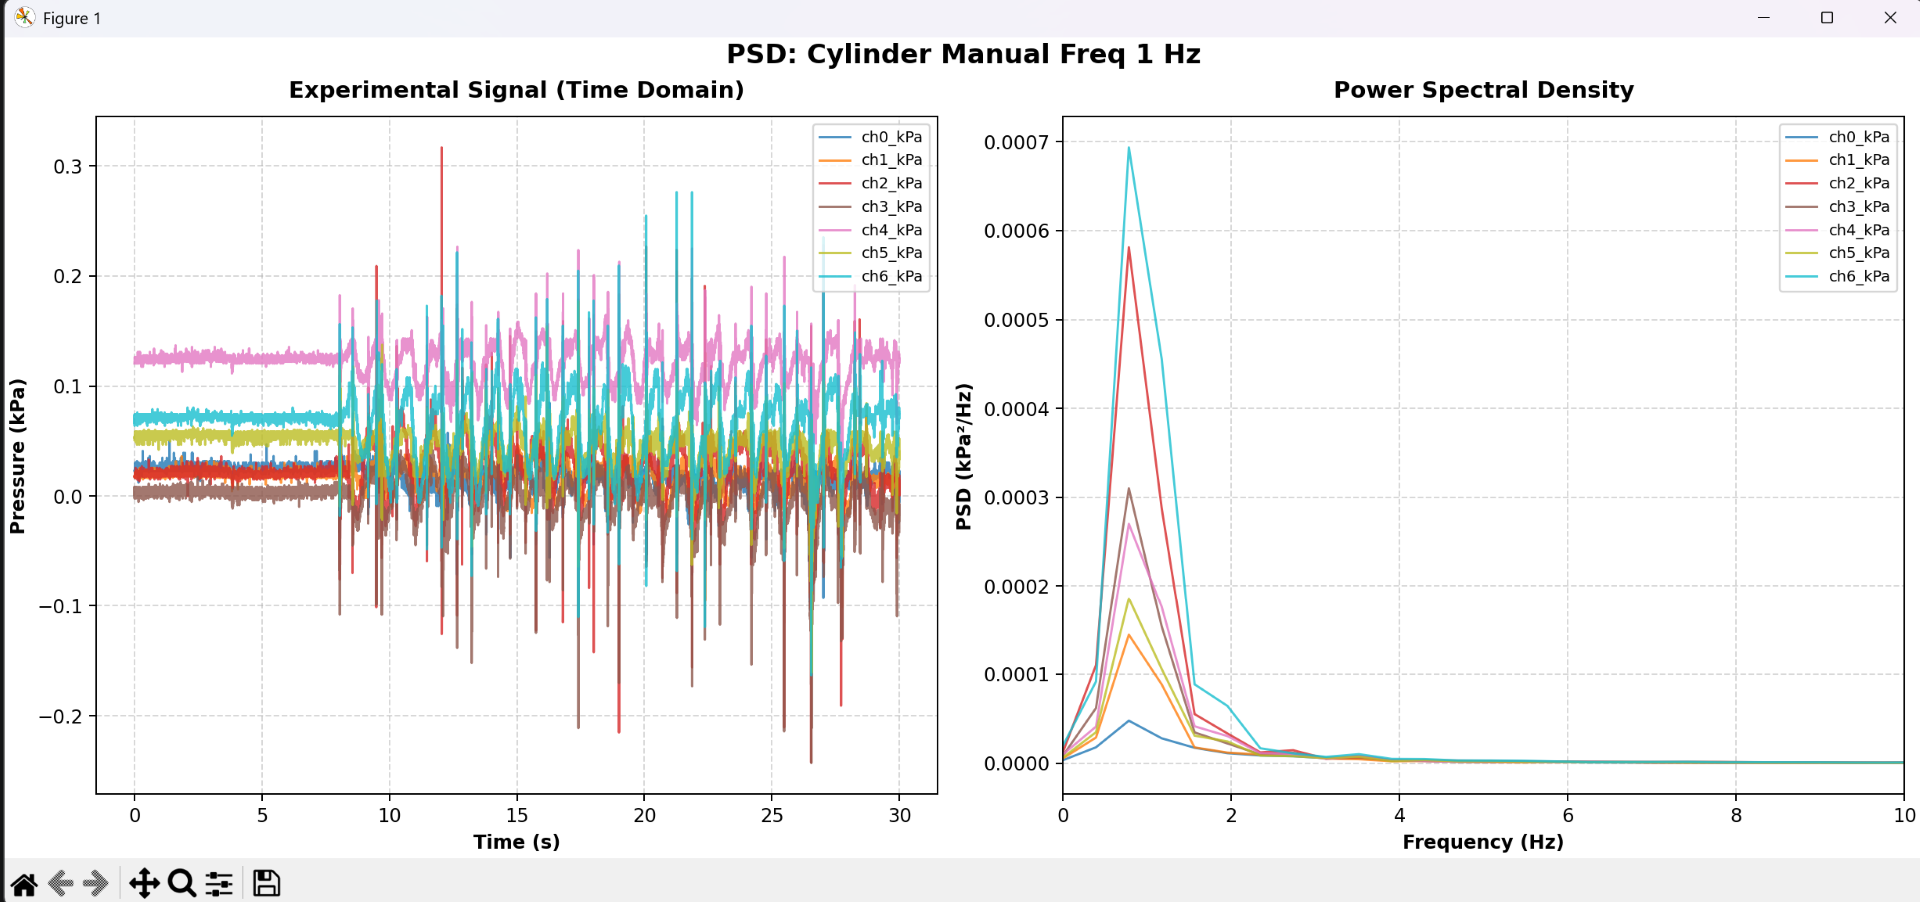 Figure 1
PSD: Cylinder Manual Freq 1 Hz
Experimental Signal (Time Domain)
Pressure (kPa)
0.3
0.2
0.1
0.0
−0.1
−0.2
0 5 10 15 20 25 30
Time (s)
ch0_kPa
ch1_kPa
ch2_kPa
ch3_kPa
ch4_kPa
ch5_kPa
ch6_kPa
Power Spectral Density
PSD (kPa²/Hz)
0.0007
0.0006
0.0005
0.0004
0.0003
0.0002
0.0001
0.0000
0 2 4 6 8 10
Frequency (Hz)
ch0_kPa
ch1_kPa
ch2_kPa
ch3_kPa
ch4_kPa
ch5_kPa
ch6_kPa